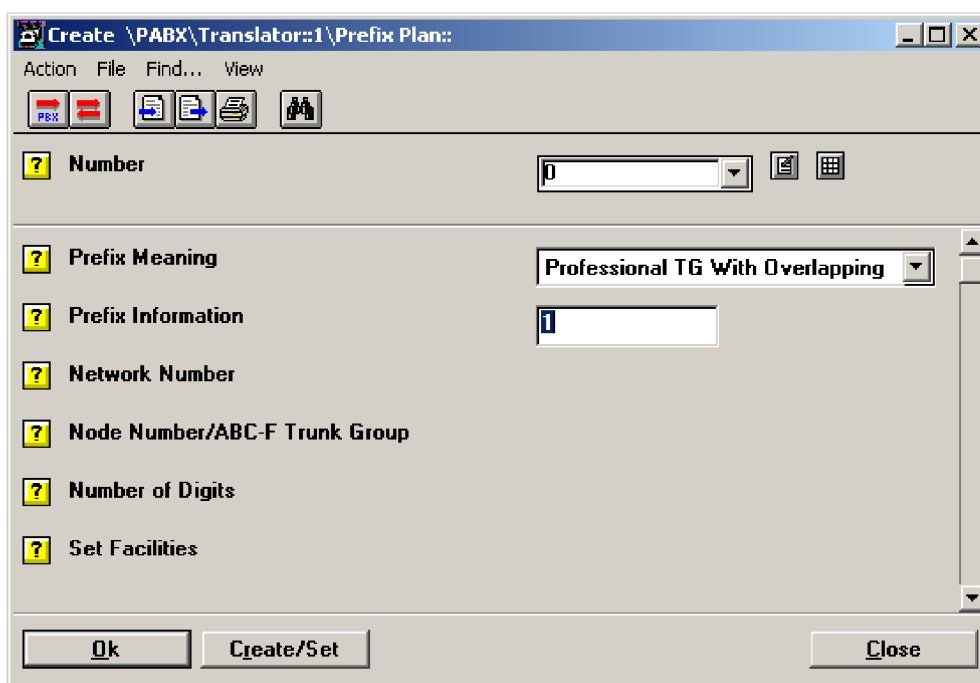 Create \PABX\Translator::1\Prefix Plan::
Action File Find... View
PBX
? Number 0
? Prefix Meaning Professional TG With Overlapping
? Prefix Information 1
? Network Number
? Node Number/ABC-F Trunk Group
? Number of Digits
? Set Facilities
Ok Create/Set Close